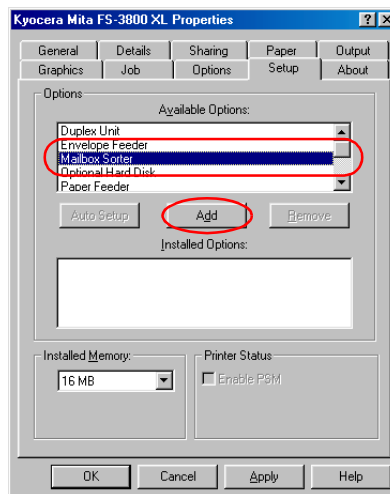 Kyocera Mita FS-3800 XL Properties
General Details Sharing Paper Output
Graphics Job Options Setup About
Options
Available Options:
Duplex Unit
Envelope Feeder
Mailbox Sorter
Optional Hard Disk
Paper Feeder
Auto Setup Add Remove
Installed Options:
Installed Memory: Printer Status
16 MB Enable PSM
OK Cancel Apply Help